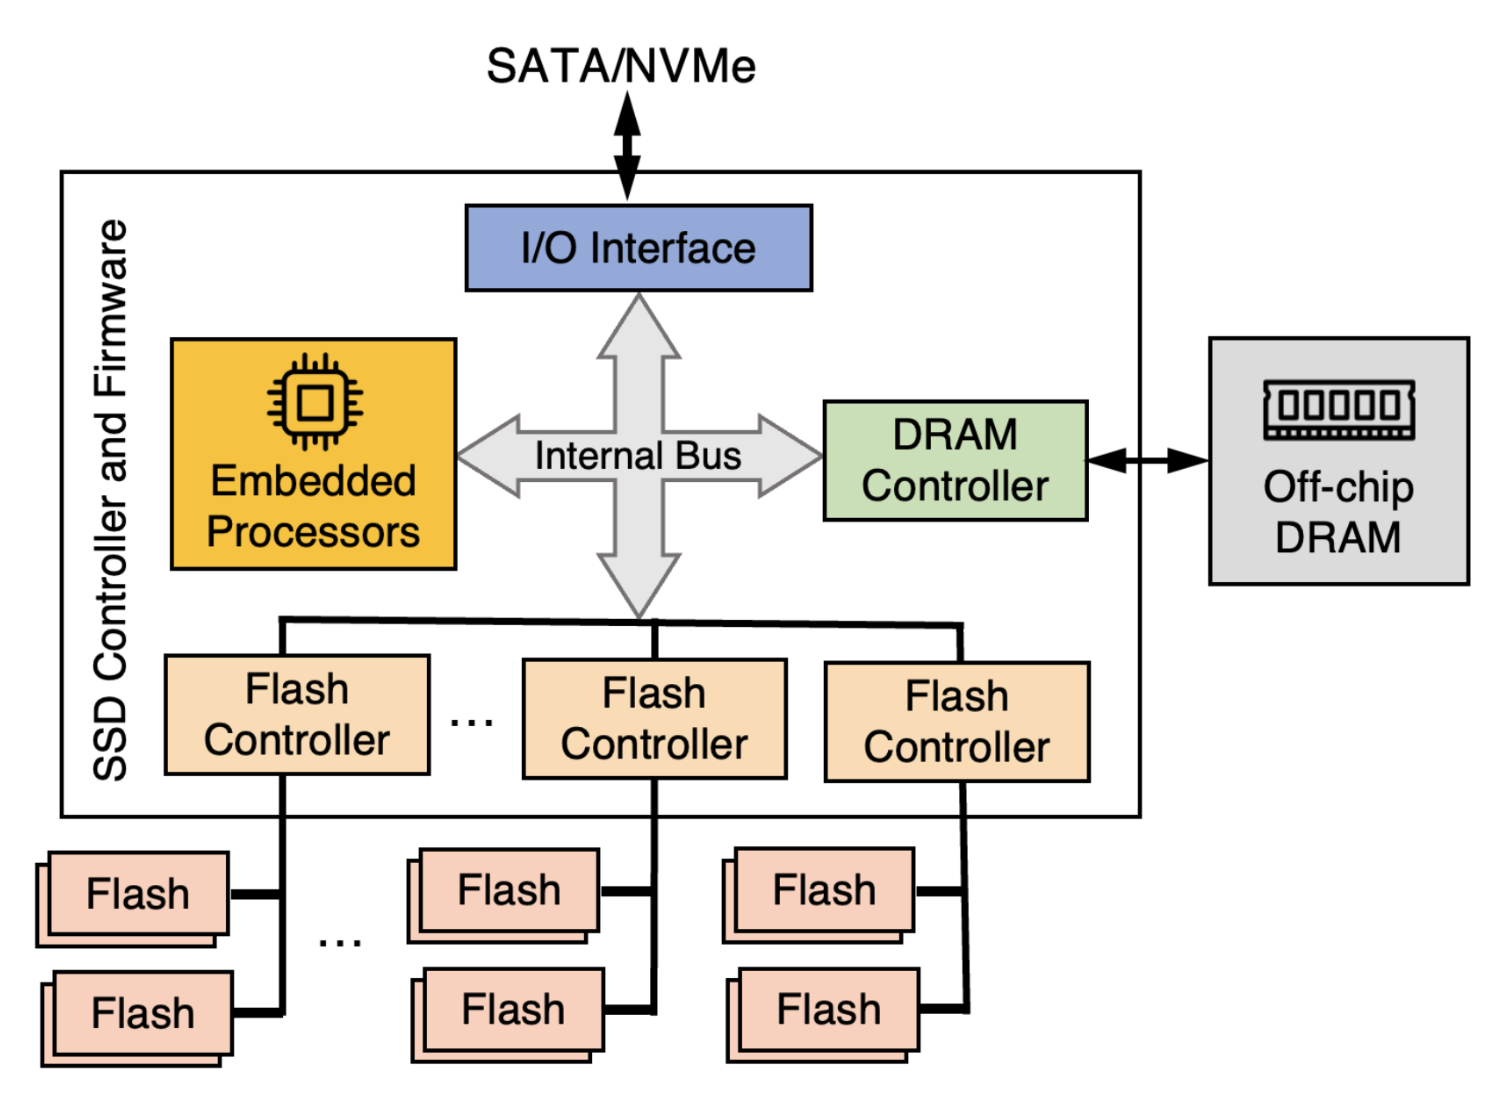 SATA/NVMe
SSD Controller and Firmware
I/O Interface
Embedded
Processors
Internal Bus
DRAM
Controller
Off-chip
DRAM
Flash
Controller
...
Flash
Controller
Flash
Controller
Flash
...
Flash
Flash
Flash
Flash
Flash